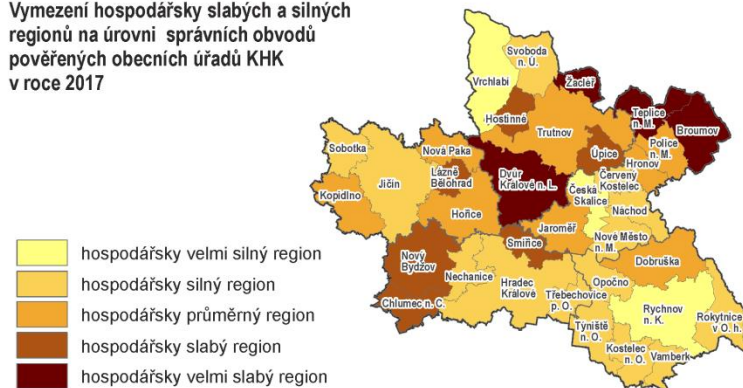 Vymezení hospodářsky slabých a silných
regionů na úrovni správních obvodů
pověřených obecních úřadů KHK
v roce 2017
Svoboda
n. Ú.
Vrchlabí
Žacléř
Teplice
n. M.
Broumov
Hostinné
Trutnov
Police
n. M.
Úpice
Hronov
Sobotka
Nová Paka
Lázně
Bělohrad
Dvůr
Králové n. L.
Červený
Kostelec
Česká
Skalice
Jičín
Kopidlno
Náchod
Hořice
Jaroměř
Nové Město
n. M.
Smiřice
Nový
Bydžov
Dobruška
Nechanice
Hradec
Králové
Opočno
Třebechovice
p. O.
Chlumec n. C.
Rychnov
n. K.
Rokytnice
v O. h.
Týniště
n. O.
Kostelec
n. O.
Vamberk
hospodářsky velmi silný region
hospodářsky silný region
hospodářsky průměrný region
hospodářsky slabý region
hospodářsky velmi slabý region